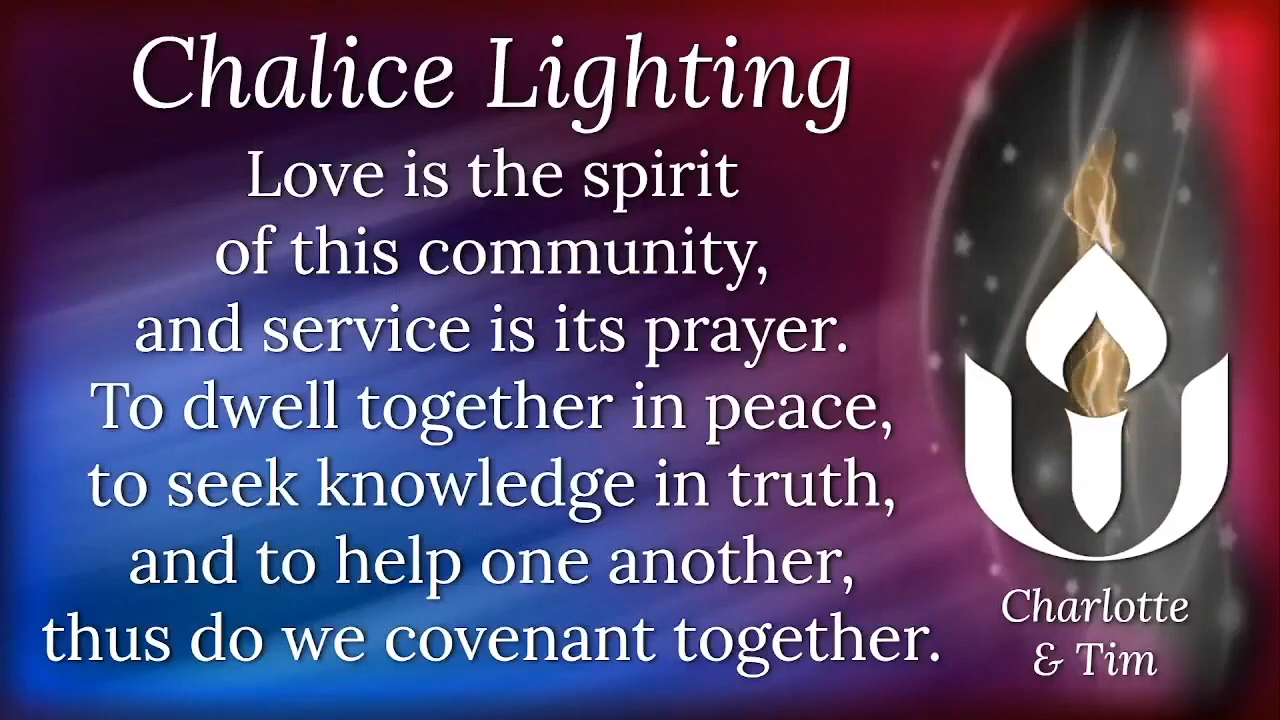 Chalice Lighting
Love is the spirit
of this community,
and service is its prayer.
To dwell together in peace,
to seek knowledge in truth,
and to help one another,
thus do we covenant together.
Charlotte
& Tim